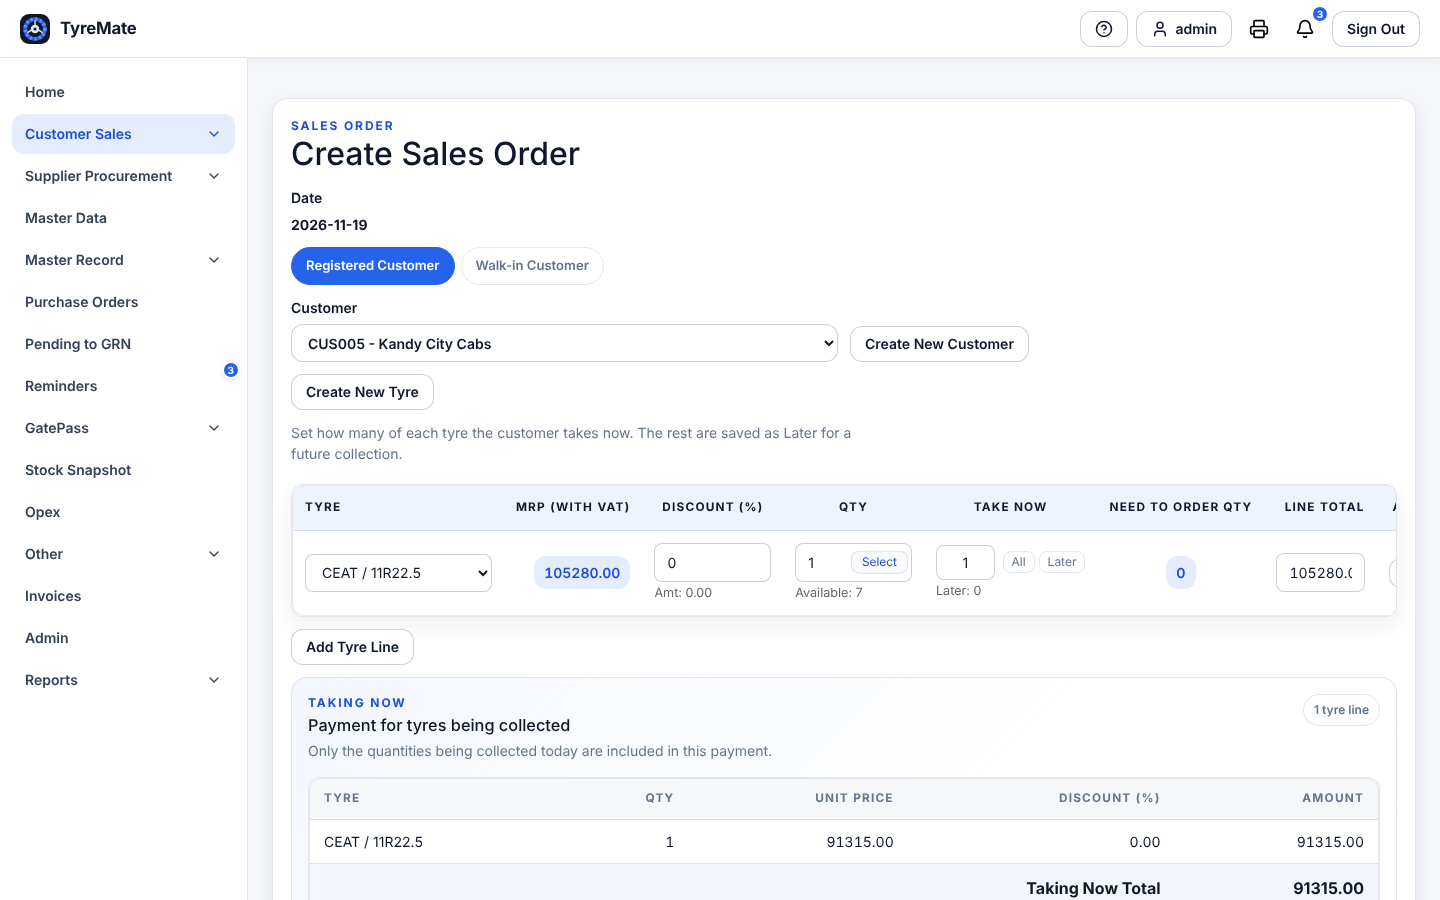 TyreMate
admin
3
Sign Out
Home
Customer Sales
Supplier Procurement
Master Data
Master Record
Purchase Orders
Pending to GRN
Reminders
3
GatePass
Stock Snapshot
Opex
Other
Invoices
Admin
Reports
SALES ORDER
Create Sales Order
Date
2026-11-19
Registered Customer
Walk-in Customer
Customer
CUS005 - Kandy City Cabs
Create New Customer
Create New Tyre
Set how many of each tyre the customer takes now. The rest are saved as Later for a
future collection.
TYRE MRP (WITH VAT) DISCOUNT (%) QTY TAKE NOW NEED TO ORDER QTY LINE TOTAL
CEAT / 11R22.5 105280.00 0 1 Select 1 All Later 0 105280.0
Amt: 0.00 Available: 7 Later: 0
Add Tyre Line
TAKING NOW
1 tyre line
Payment for tyres being collected
Only the quantities being collected today are included in this payment.
TYRE QTY UNIT PRICE DISCOUNT (%) AMOUNT
CEAT / 11R22.5 1 91315.00 0.00 91315.00
Taking Now Total 91315.00